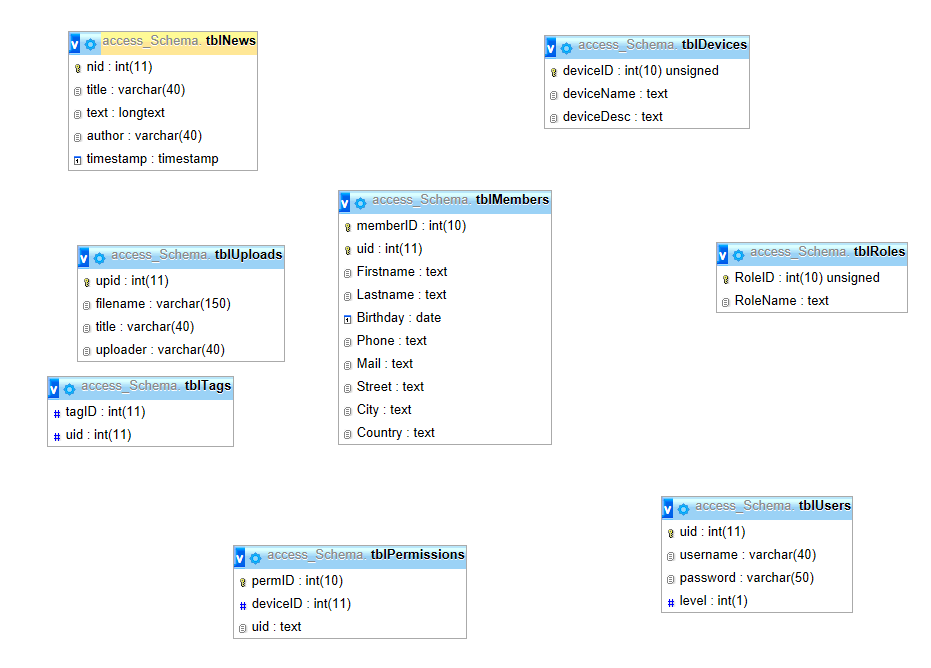 access_Schema. tblNews
nid : int(11)
title : varchar(40)
text : longtext
author : varchar(40)
timestamp : timestamp
access_Schema. tblDevices
deviceID : int(10) unsigned
deviceName : text
deviceDesc : text
access_Schema. tblMembers
memberID : int(10)
uid : int(11)
Firstname : text
Lastname : text
Birthday : date
Phone : text
Mail : text
Street : text
City : text
Country : text
access_Schema. tblUploads
upid : int(11)
filename : varchar(150)
title : varchar(40)
uploader : varchar(40)
access_Schema. tblRoles
RoleID : int(10) unsigned
RoleName : text
access_Schema. tblTags
tagID : int(11)
uid : int(11)
access_Schema. tblUsers
uid : int(11)
username : varchar(40)
password : varchar(50)
level : int(1)
access_Schema. tblPermissions
permID : int(10)
deviceID : int(11)
uid : text